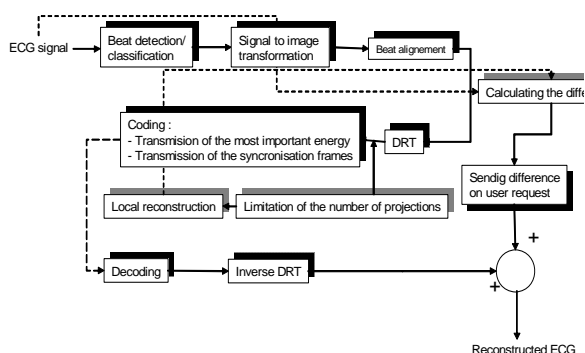 ECG signal
Beat detection/
classification
Signal to image
transformation
Beat alignement
Calculating the diffe
Coding :
- Transmision of the most important energy
- Transmission of the syncronisation frames
DRT
Sendig difference
on user request
Local reconstruction
Limitation of the number of projections
+
Decoding
Inverse DRT
+
Reconstructed ECG